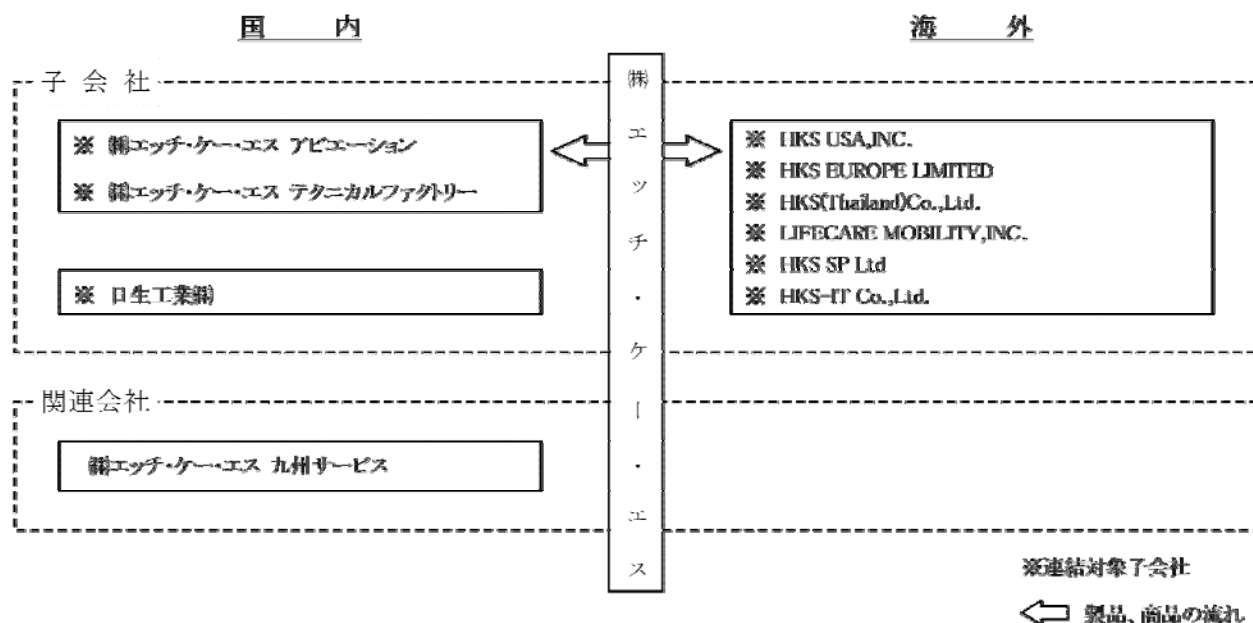 国 内
海 外
子会社
※ ㈱エッチ・ケー・エス アビエーション
※ ㈱エッチ・ケー・エス テクニカルファクトリー
※ 日生工業㈱
㈱エッチ・ケー・エス
※ HKS USA,INC.
※ HKS EUROPE LIMITED
※ HKS(Thailand)Co.,Ltd.
※ LIFECARE MOBILITY,INC.
※ HKS SP Ltd
※ HKS-IT Co.,Ltd.
関連会社
㈱エッチ・ケー・エス 九州サービス
※連結対象子会社
製品、商品の流れ